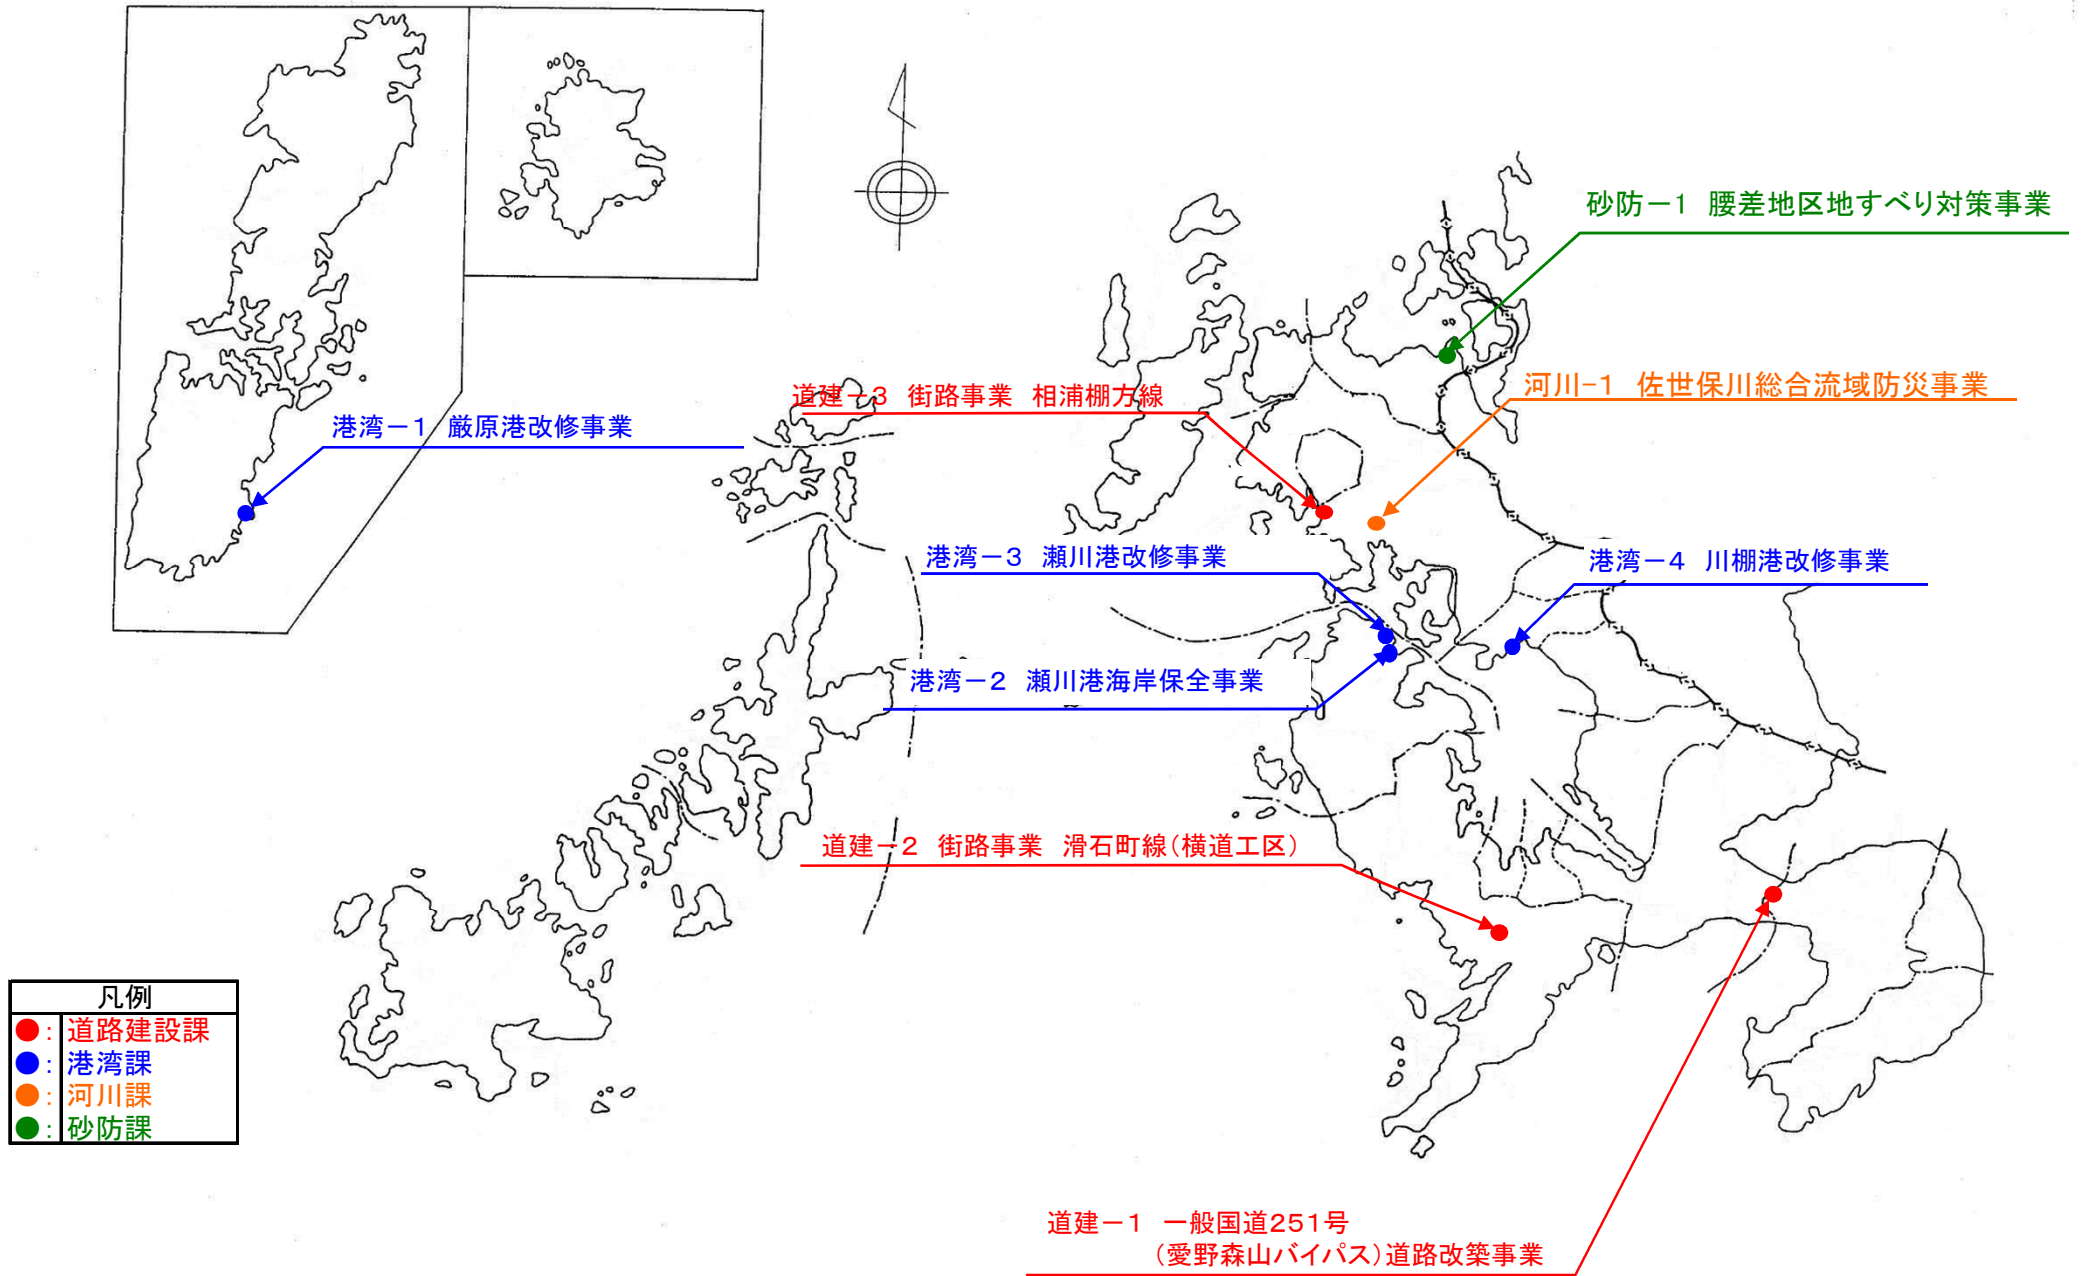 砂防－１ 腰差地区地すべり対策事業
道建－３ 街路事業 相浦棚方線
河川-１ 佐世保川総合流域防災事業
港湾－１ 厳原港改修事業
港湾－３ 瀬川港改修事業
港湾－４ 川棚港改修事業
港湾－２ 瀬川港海岸保全事業
道建－２ 街路事業 滑石町線(横道工区)
凡例
●：道路建設課
●：港湾課
●：河川課
●：砂防課
道建－１ 一般国道251号
(愛野森山バイパス)道路改築事業